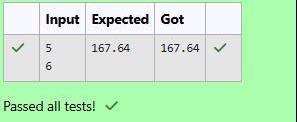 Input Expected Got
5 167.64 167.64
6
Passed all tests!